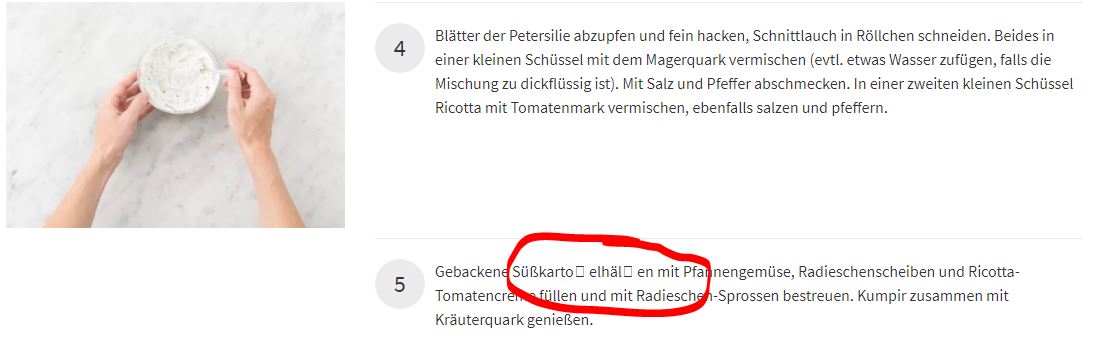 4
Blätter der Petersilie abzupfen und fein hacken, Schnittlauch in Röllchen schneiden. Beides in
einer kleinen Schüssel mit dem Magerquark vermischen (evtl. etwas Wasser zufügen, falls die
Mischung zu dickflüssig ist). Mit Salz und Pfeffer abschmecken. In einer zweiten kleinen Schüssel
Ricotta mit Tomatenmark vermischen, ebenfalls salzen und pfeffern.
5
Gebackene Süßkarto□ elhäl□ en mit Pfannengemüse, Radieschenscheiben und Ricotta-
Tomatencreme füllen und mit Radieschen-Sprossen bestreuen. Kumpir zusammen mit
Kräuterquark genießen.